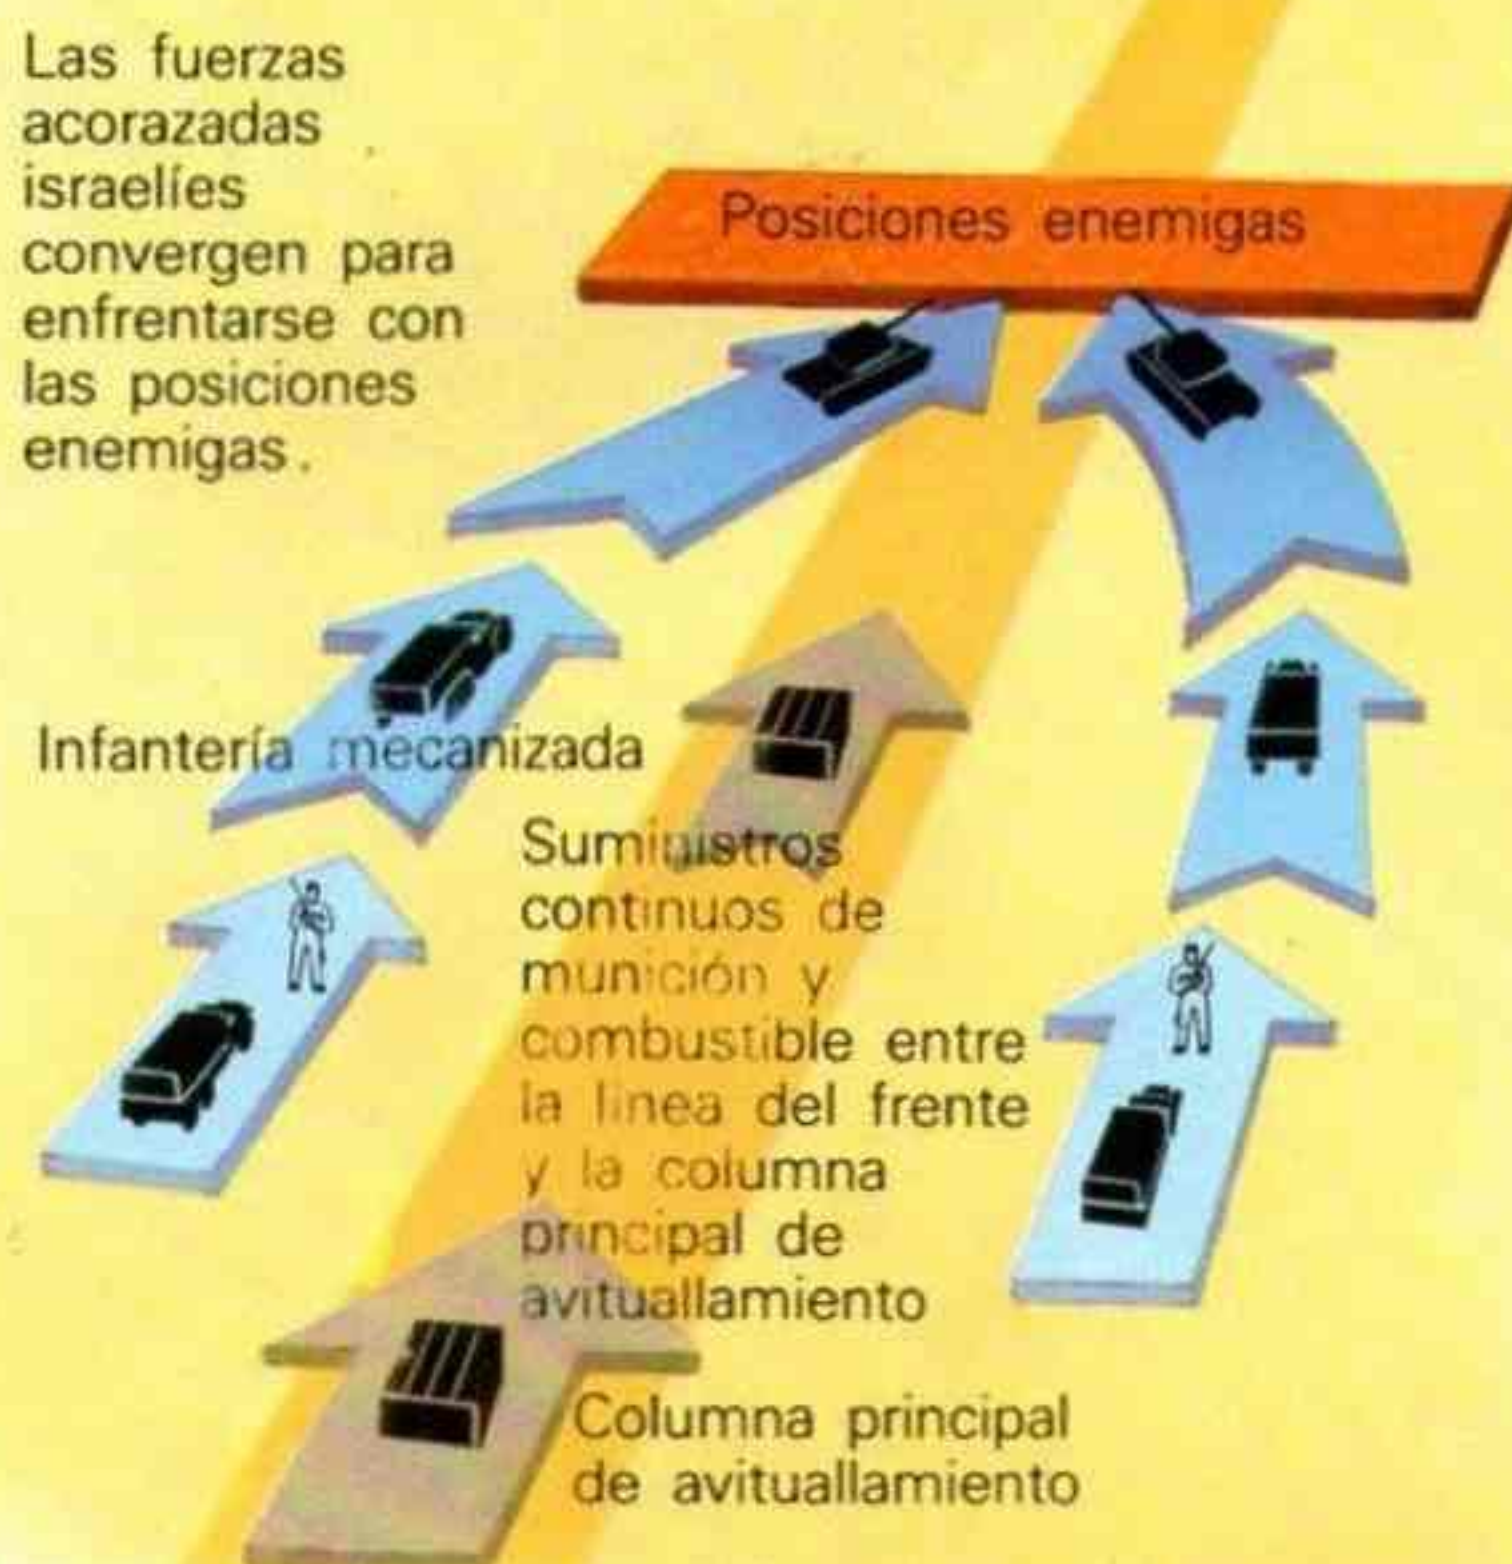 Las fuerzas
acorazadas
israelíes
convergen para
enfrentarse con
las posiciones
enemigas.
Posiciones enemigas
Infantería mecanizada
Suministros
continuos de
munición y
combustible entre
la línea del frente
y la columna
principal de
avituallamiento
Columna principal
de avituallamiento